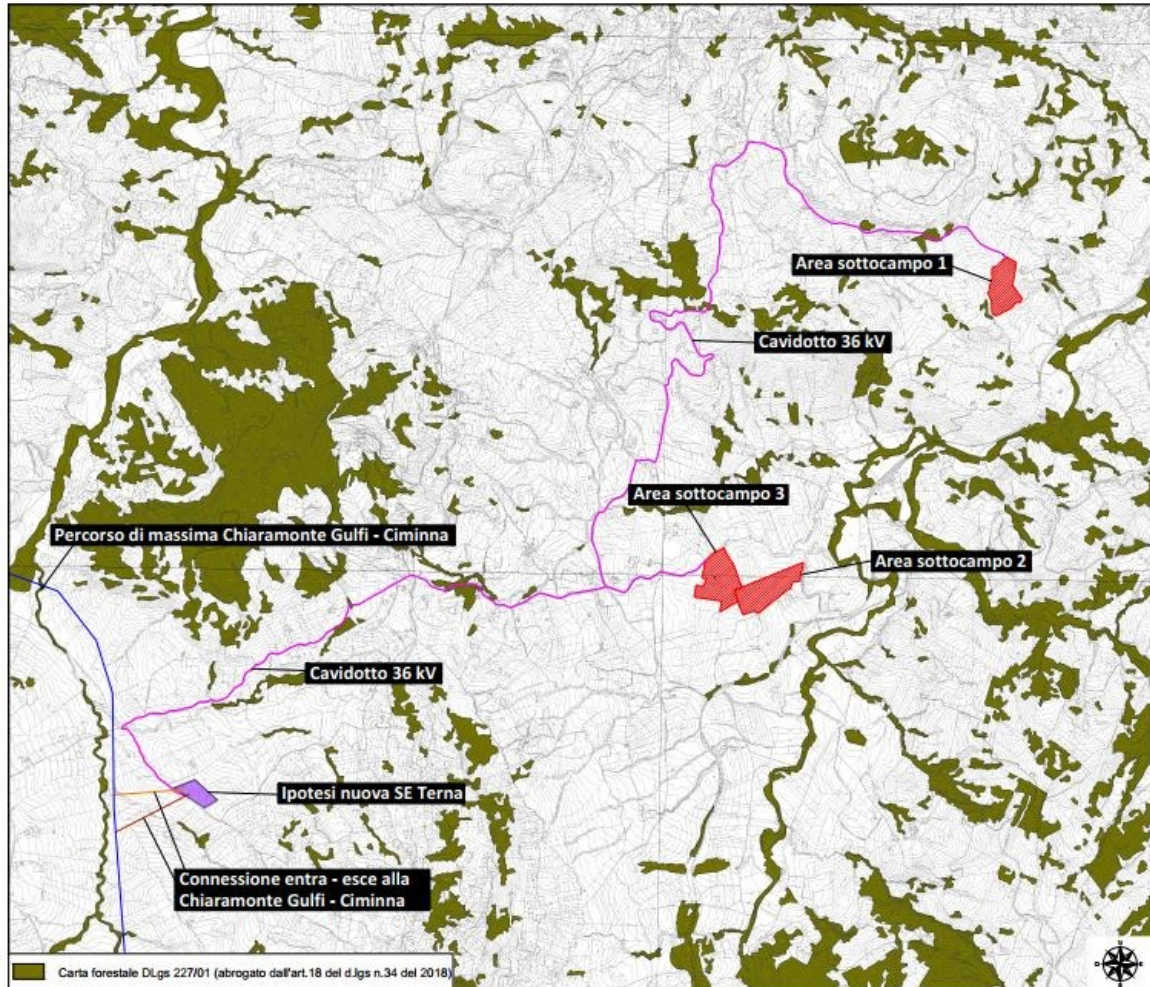 Area sottocampo 1
Cavidotto 36 kV
Area sottocampo 3
Percorso di massima Chiaramonte Gulfi - Ciminna
Area sottocampo 2
Cavidotto 36 kV
Ipotesi nuova SE Terna
Connessione entra - esce alla
Chiaramonte Gulfi - Ciminna
Carta forestale DLgs 227/01 (abrogato dall'art.18 del d.lgs n.34 del 2018)